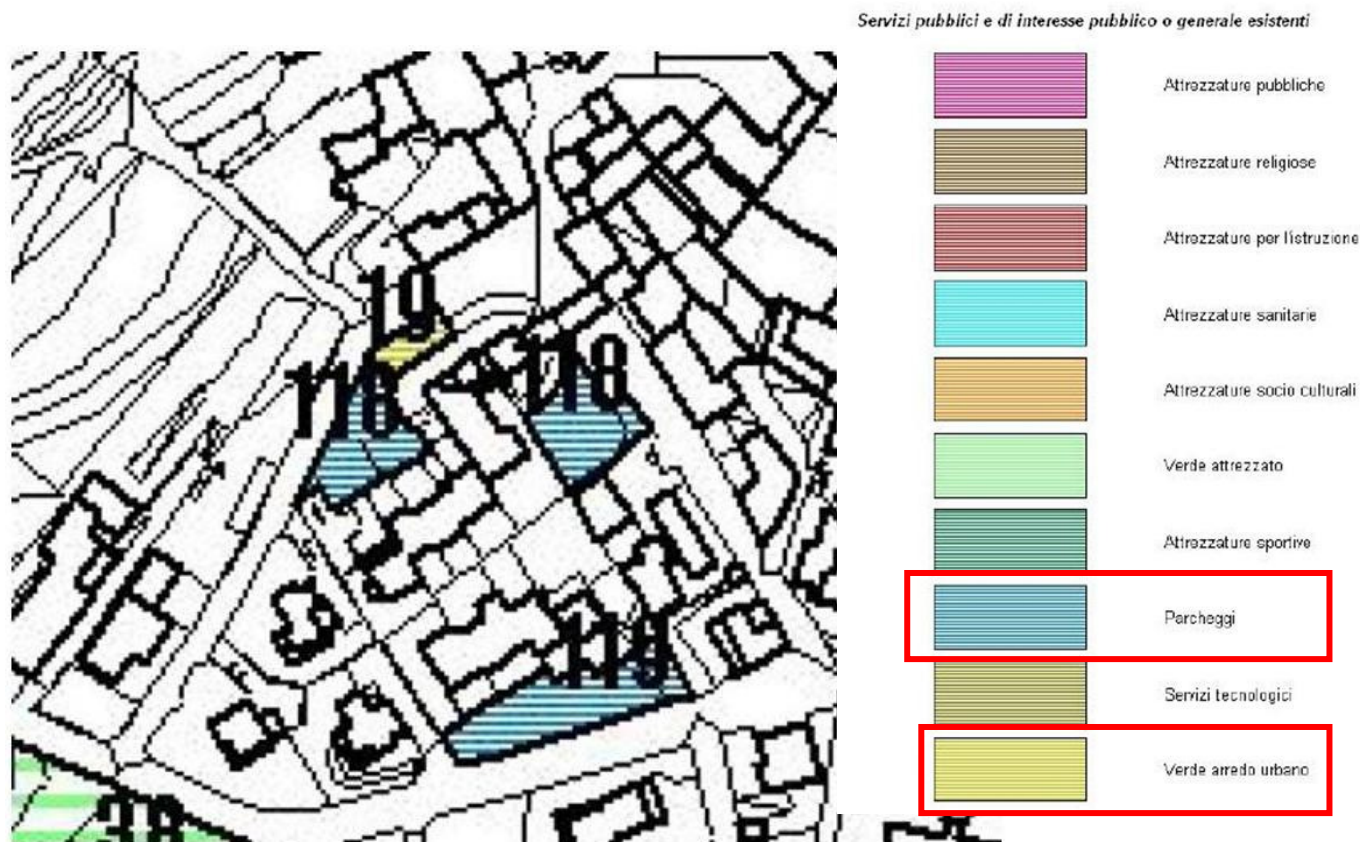 Servizi pubblici e di interesse pubblico o generale esistenti
Attrezzature pubbliche
Attrezzature religiose
Attrezzature per l'istruzione
Attrezzature sanitarie
Attrezzature socio culturali
Verde attrezzato
Attrezzature sportive
Parcheggi
Servizi tecnologici
Verde arredo urbano
19
118
119